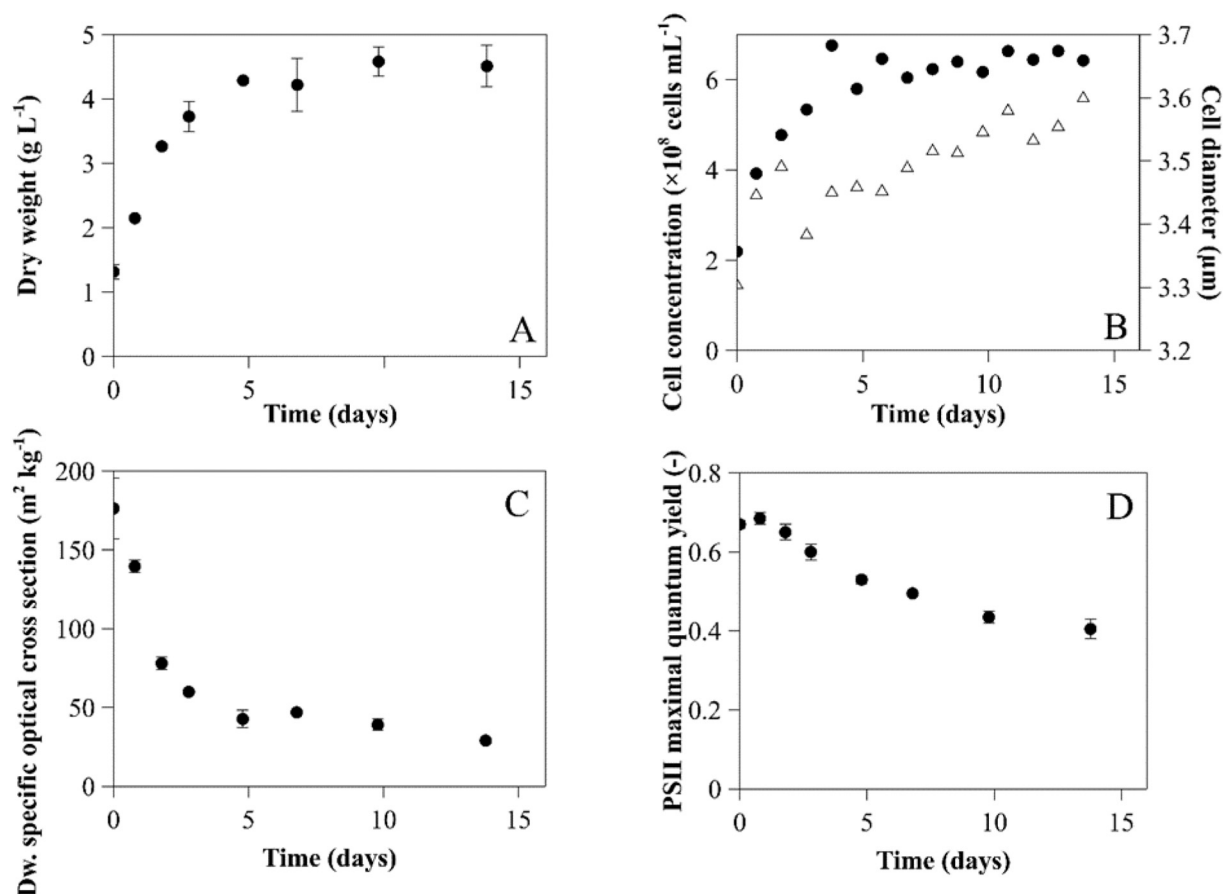 Dry weight (g L⁻¹)
5
4
3
2
1
0
0 5 10 15
Time (days)
A
Cell concentration (×10⁸ cells mL⁻¹)
6
4
2
0
0 5 10 15
Time (days)
3.7
3.6
3.5
3.4
3.3
3.2
Cell diameter (µm)
B
Dw. specific optical cross section (m² kg⁻¹)
200
150
100
50
0
0 5 10 15
Time (days)
C
PSII maximal quantum yield (-)
0.8
0.6
0.4
0.2
0
0 5 10 15
Time (days)
D